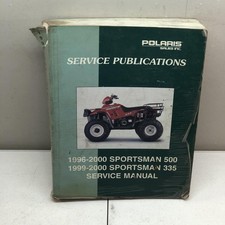 POLARIS
SALES INC.
SERVICE PUBLICATIONS
1996-2000 SPORTSMAN 500
1999-2000 SPORTSMAN 335
SERVICE MANUAL